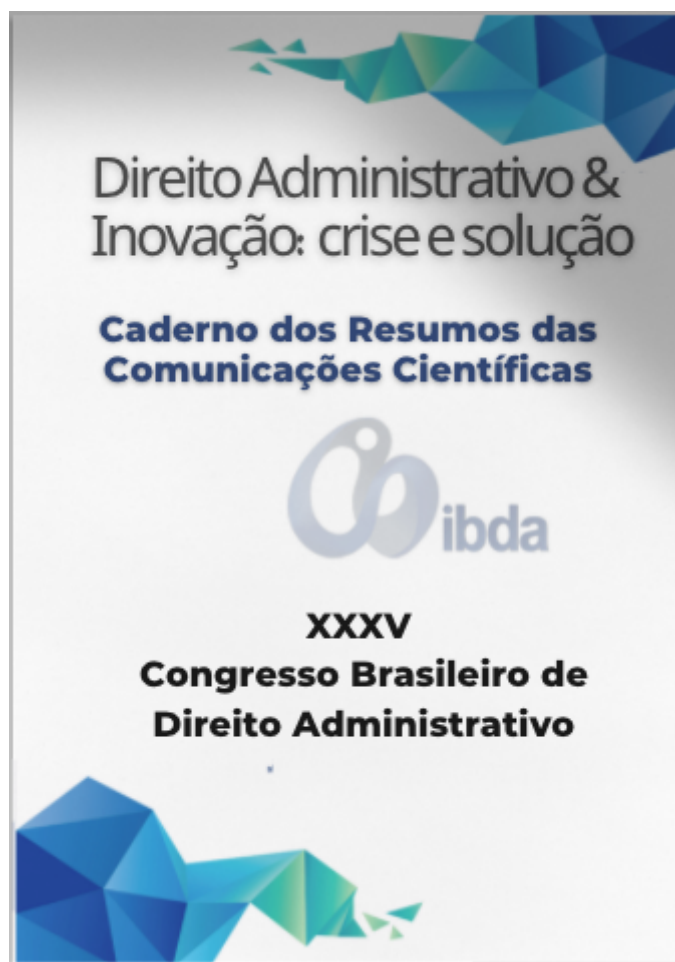 Direito Administrativo &
Inovação: crise e solução
Caderno dos Resumos das
Comunicações Científicas
ibda
XXXV
Congresso Brasileiro de
Direito Administrativo